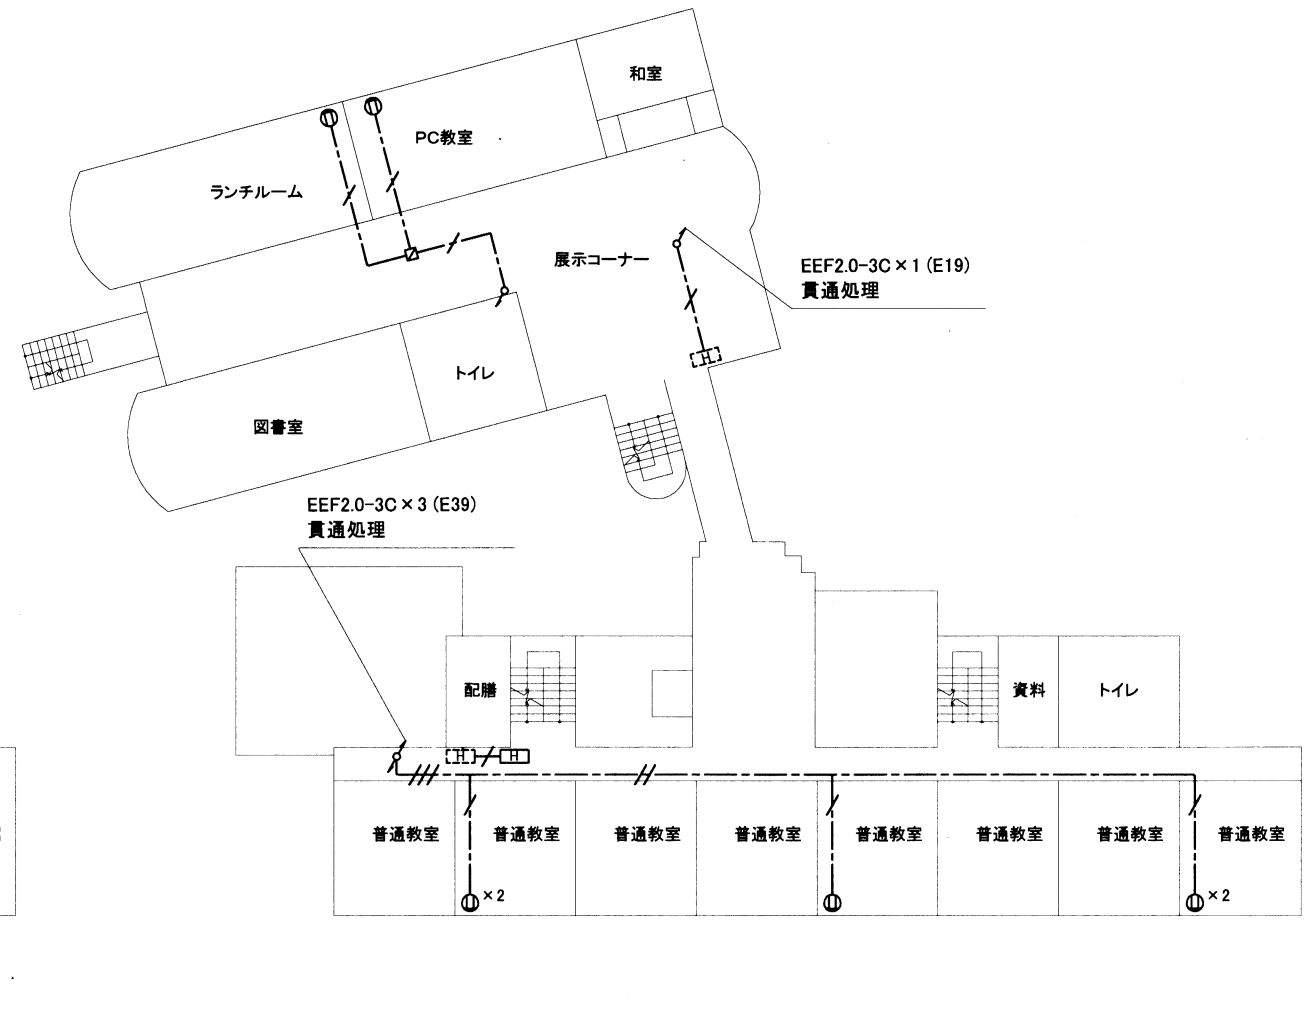 和室
PC教室
ランチルーム
展示コーナー
EEF2.0-3C×1(E19)
貫通処理
トイレ
図書室
EEF2.0-3C×3(E39)
貫通処理
配膳
資料
トイレ
H
H
H
普通教室
普通教室
普通教室
普通教室
普通教室
普通教室
普通教室
普通教室
×2
×2